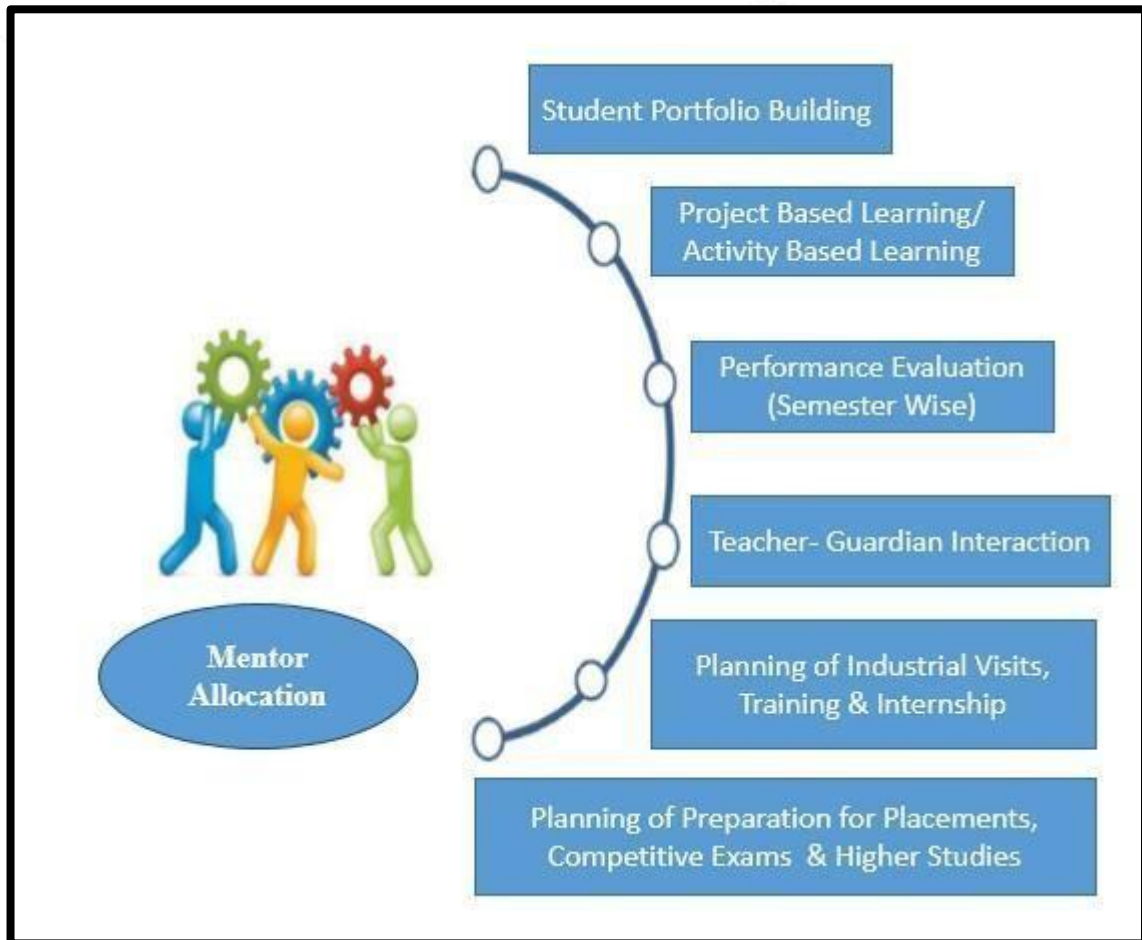 Student Portfolio Building
Project Based Learning/
Activity Based Learning
Performance Evaluation
(Semester Wise)
Teacher- Guardian Interaction
Mentor
Allocation
Planning of Industrial Visits,
Training & Internship
Planning of Preparation for Placements,
Competitive Exams & Higher Studies